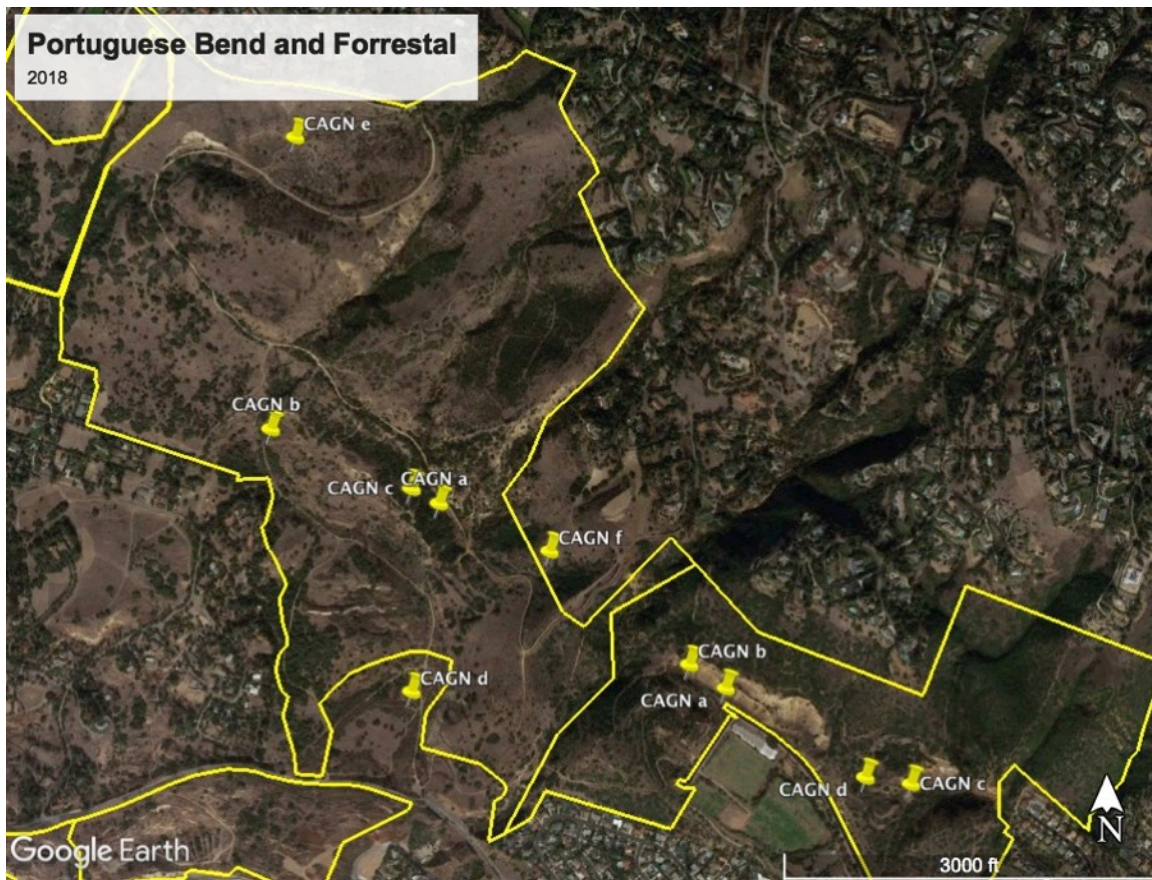 Portuguese Bend and Forrestal
2018
CAGN e
CAGN b
CAGN c
CAGN a
CAGN f
CAGN b
CAGN d
CAGN a
CAGN d
CAGN c
N
Google Earth
3000 ft